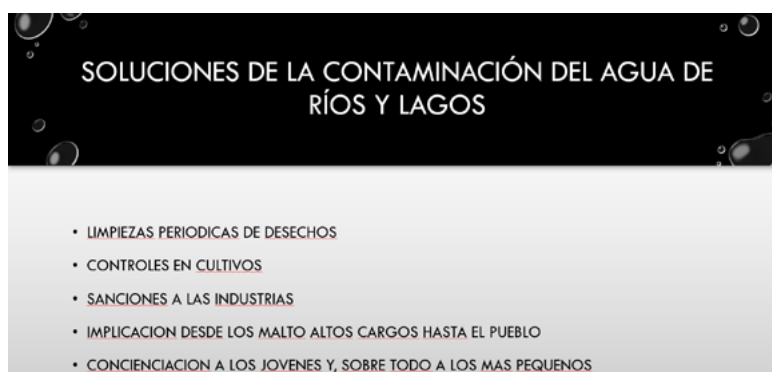 SOLUCIONES DE LA CONTAMINACIÓN DEL AGUA DE
RÍOS Y LAGOS
• LIMPIEZAS PERIODICAS DE DESECHOS
• CONTROLES EN CULTIVOS
• SANCIONES A LAS INDUSTRIAS
• IMPLICACION DESDE LOS MALTO ALTOS CARGOS HASTA EL PUEBLO
• CONCIENCIACION A LOS JOVENES Y, SOBRE TODO A LOS MAS PEQUENOS